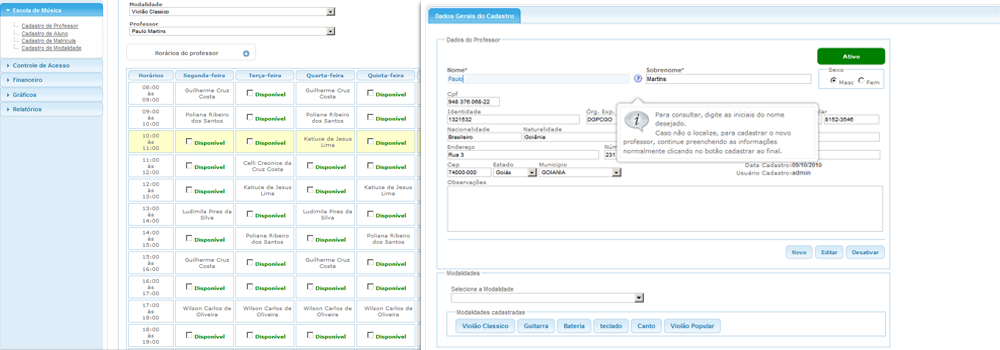 Escola de Música
Cadastro de Professor
Cadastro de Aluno
Cadastro de Matricula
Cadastro de Modalidade
Controle de Acesso
Financeiro
Gráficos
Relatórios
Modalidade
Violão Classico
Professor
Paulo Martins
Horários do professor
Horários Segunda-feira Terça-feira Quarta-feira Quinta-feira
08:00 às 09:00 Guilherme Cruz Costa Disponível Guilherme Cruz Costa Disponível
09:00 às 10:00 Poliana Ribeiro dos Santos Disponível Poliana Ribeiro dos Santos Disponível
10:00 às 11:00 Disponível Disponível Katiuce de Jesus Lima Disponível
11:00 às 12:00 Disponível Celli Creonice da Cruz Costa Disponível Disponível
12:00 às 13:00 Disponível Katiuce de Jesus Lima Disponível Katiuce de Jesus Lima
13:00 às 14:00 Ludimila Pires da Silva Disponível Ludimila Pires da Silva Disponível
14:00 às 15:00 Disponível Poliana Ribeiro dos Santos Disponível Poliana Ribeiro dos Santos
15:00 às 16:00 Guilherme Cruz Costa Disponível Guilherme Cruz Costa Disponível
16:00 às 17:00 Disponível Disponível Disponível Disponível
17:00 às 18:00 Wilson Carlos de Oliveira Wilson Carlos de Oliveira Wilson Carlos de Oliveira Wilson Carlos de Oliveira
18:00 às 19:00 Disponível Disponível Disponível Disponível
Dados Gerais do Cadastro
Dados do Professor
Ativo
Nome* Sobrenome* Sexo
Paulo Martins Masc Fem
Cpf
948.376.068-22
Identidade Órg. Exp.
1321532 DGPCGO 8152-3646
Nacionalidade Naturalidade
Brasileiro Goiânia
Endereço
Rua 3 231
Cep Estado Municipio
74000-000 Goiás GOIANIA
Data Cadastro:09/10/2010
Usuário Cadastro:admin
Para consultar, digite as iniciais do nome
desejado.
Caso não o localize, para cadastrar o novo
professor, continue preenchendo as informações
normalmente clicando no botão cadastrar ao final.
Observações
Novo Editar Desativar
Modalidades
Selecione a Modalidade
Modalidades cadastradas
Violão Classico Guitarra Bateria teclado Canto Violão Popular